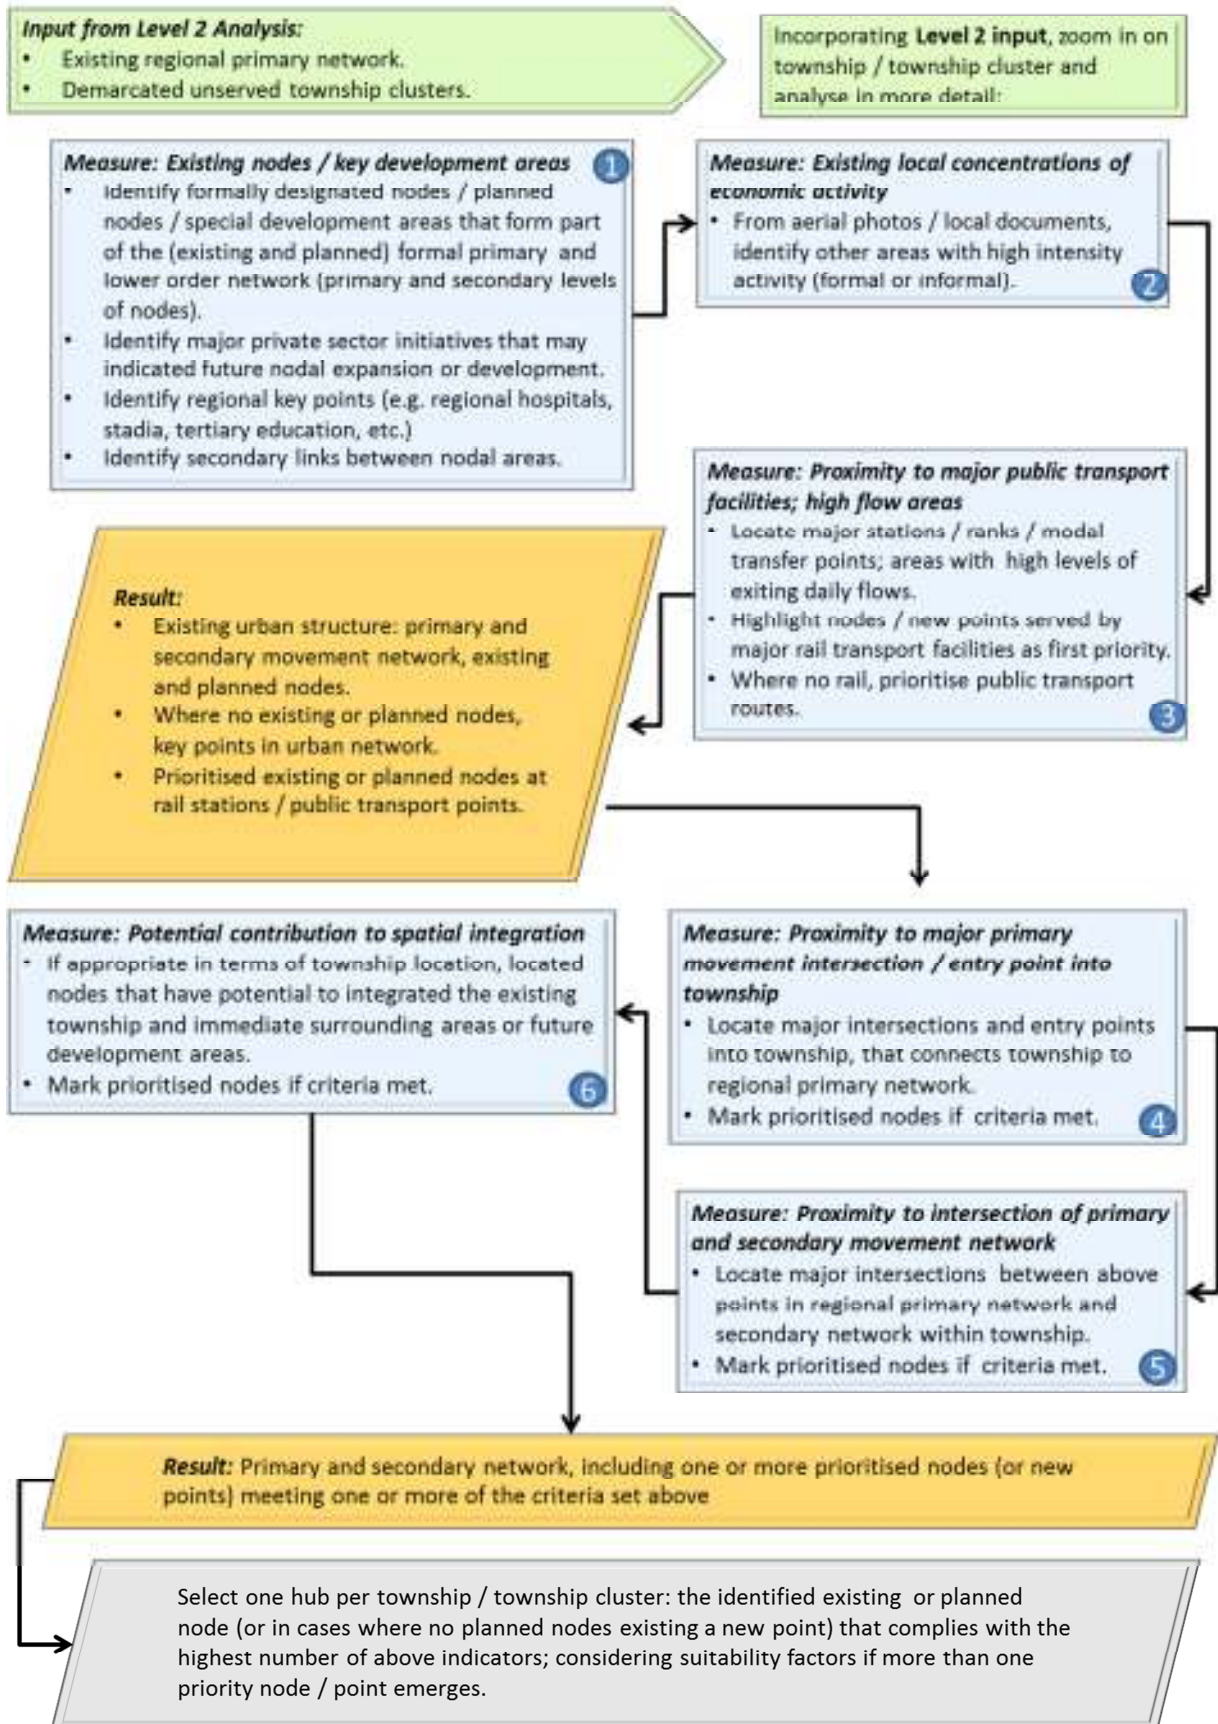 Input from Level 2 Analysis:
• Existing regional primary network.
• Demarcated unserved township clusters.
Incorporating Level 2 input, zoom in on
township / township cluster and
analyse in more detail:
Measure: Existing nodes / key development areas
1
• Identify formally designated nodes / planned
nodes / special development areas that form part
of the (existing and planned) formal primary and
lower order network (primary and secondary levels
of nodes).
• Identify major private sector initiatives that may
indicated future nodal expansion or development.
• Identify regional key points (e.g. regional hospitals,
stadia, tertiary education, etc.)
• Identify secondary links between nodal areas.
Measure: Existing local concentrations of
economic activity
• From aerial photos / local documents,
identify other areas with high intensity
activity (formal or informal).
2
Measure: Proximity to major public transport
facilities; high flow areas
• Locate major stations / ranks / modal
transfer points; areas with high levels of
exiting daily flows.
• Highlight nodes / new points served by
major rail transport facilities as first priority.
• Where no rail, prioritise public transport
routes.
3
Result:
• Existing urban structure: primary and
secondary movement network, existing
and planned nodes.
• Where no existing or planned nodes,
key points in urban network.
• Prioritised existing or planned nodes at
rail stations / public transport points.
Measure: Proximity to major primary
movement intersection / entry point into
township
• Locate major intersections and entry points
into township, that connects township to
regional primary network.
• Mark prioritised nodes if criteria met.
4
Measure: Proximity to intersection of primary
and secondary movement network
• Locate major intersections between above
points in regional primary network and
secondary network within township.
• Mark prioritised nodes if criteria met.
5
Measure: Potential contribution to spatial integration
• If appropriate in terms of township location, located
nodes that have potential to integrated the existing
township and immediate surrounding areas or future
development areas.
• Mark prioritised nodes if criteria met.
6
Result: Primary and secondary network, including one or more prioritised nodes (or new
points) meeting one or more of the criteria set above
Select one hub per township / township cluster: the identified existing or planned
node (or in cases where no planned nodes existing a new point) that complies with the
highest number of above indicators; considering suitability factors if more than one
priority node / point emerges.